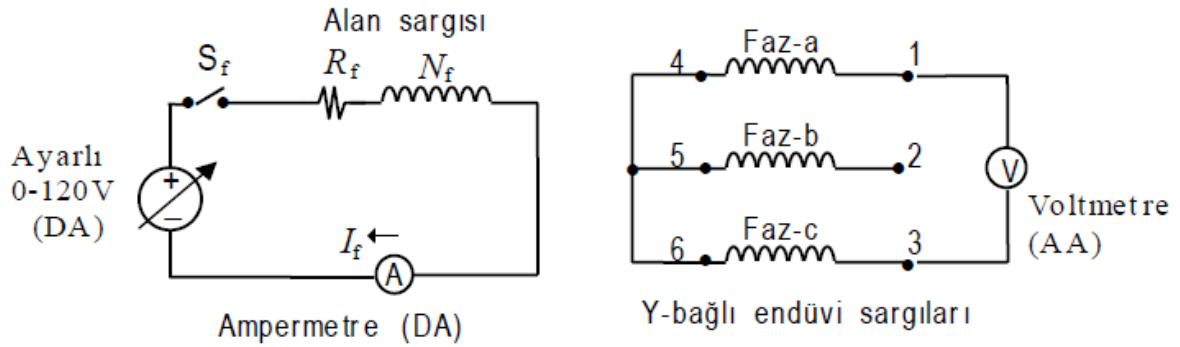 Alan sargısı
S_f
R_f
N_f
Ayarlı
0-120V
(DA)
+
−
I_f
A
Ampermetre (DA)
Faz-a
4
1
Faz-b
5
2
Faz-c
6
3
V
Voltmetre
(AA)
Y-bağlı endüvi sargıları